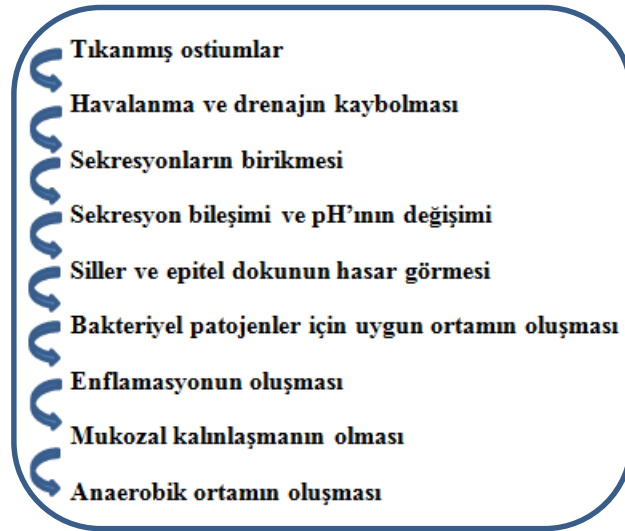 Tıkanmış ostiumlar
Havalanma ve drenajın kaybolması
Sekresyonların birikmesi
Sekresyon bileşimi ve pH’ının değişimi
Siller ve epitel dokunun hasar görmesi
Bakteriyel patojenler için uygun ortamın oluşması
Enflamasyonun oluşması
Mukozal kalınlaşmanın olması
Anaerobik ortamın oluşması